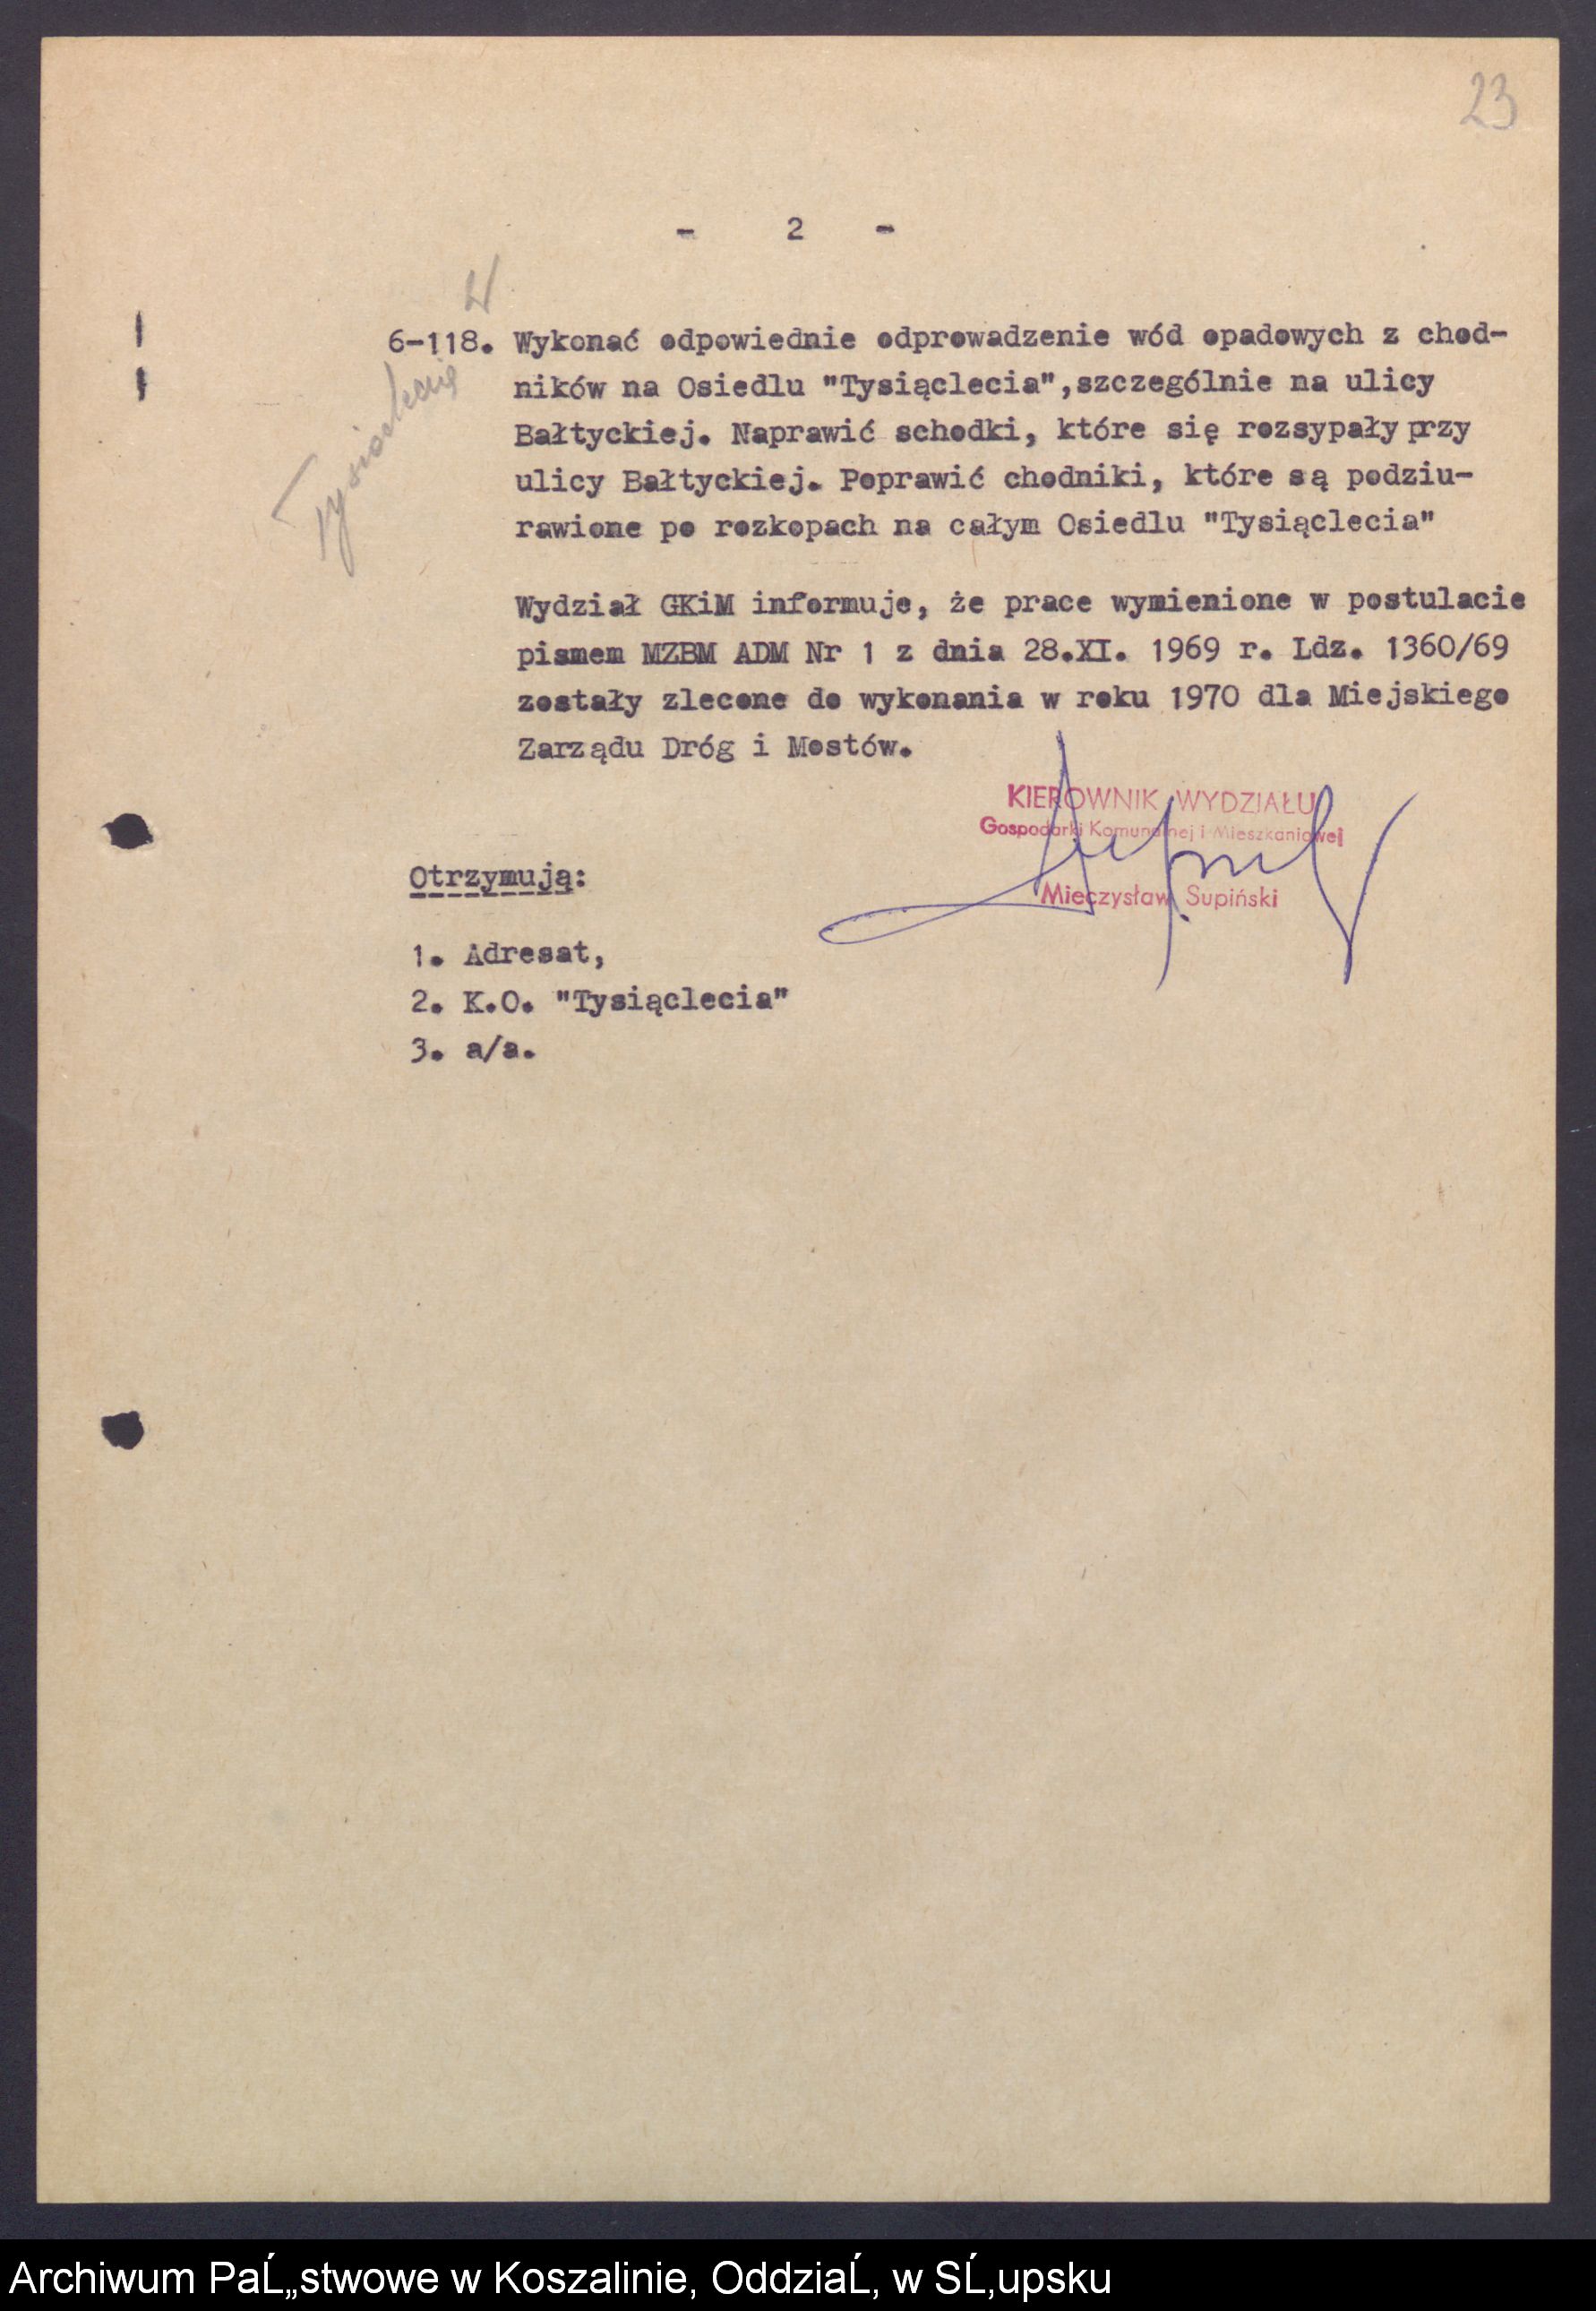 23
- 2 -
6-118. Wykonać odpowiednie odprowadzenie wód opadowych z chod-
ników na Osiedlu "Tysiąclecia",szczególnie na ulicy
Bałtyckiej. Naprawić schodki, które się rozsypały przy
ulicy Bałtyckiej. Poprawić chodniki, które są podziu-
rawione po rozkopach na całym Osiedlu "Tysiąclecia"
Wydział GKiM informuje, że prace wymienione w postulacie
pismem MZBM ADM Nr 1 z dnia 28.XI. 1969 r. Ldz. 1360/69
zostały zlecone do wykonania w roku 1970 dla Miejskiego
Zarządu Dróg i Mostów.
KIEROWNIK WYDZIAŁU
Gospodarki Komunalnej i Mieszkaniowej
Mieczysław Supiński
Otrzymują:
1. Adresat,
2. K.O. "Tysiąclecia"
3. a/a.
Archiwum PaĹ„stwowe w Koszalinie, OddziaĹ‚ w SĹ‚upsku